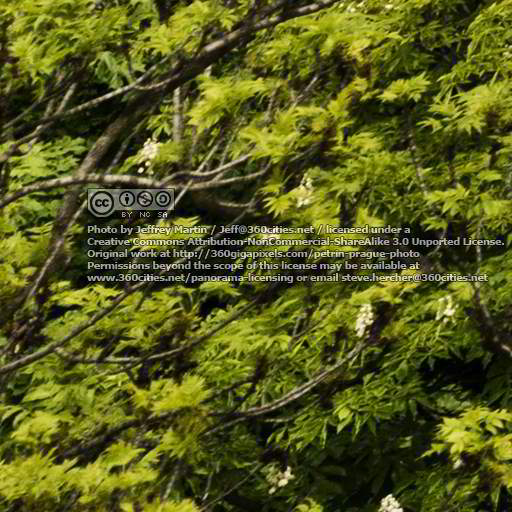 cc BY NC SA
Photo by Jeffrey Martin / Jeff@360cities.net / licensed under a
Creative Commons Attribution-NonCommercial-ShareAlike 3.0 Unported License.
Original work at http://360gigapixels.com/petrin-prague-photo
Permissions beyond the scope of this license may be available at
www.360cities.net/panorama-licensing or email steve.hercher@360cities.net